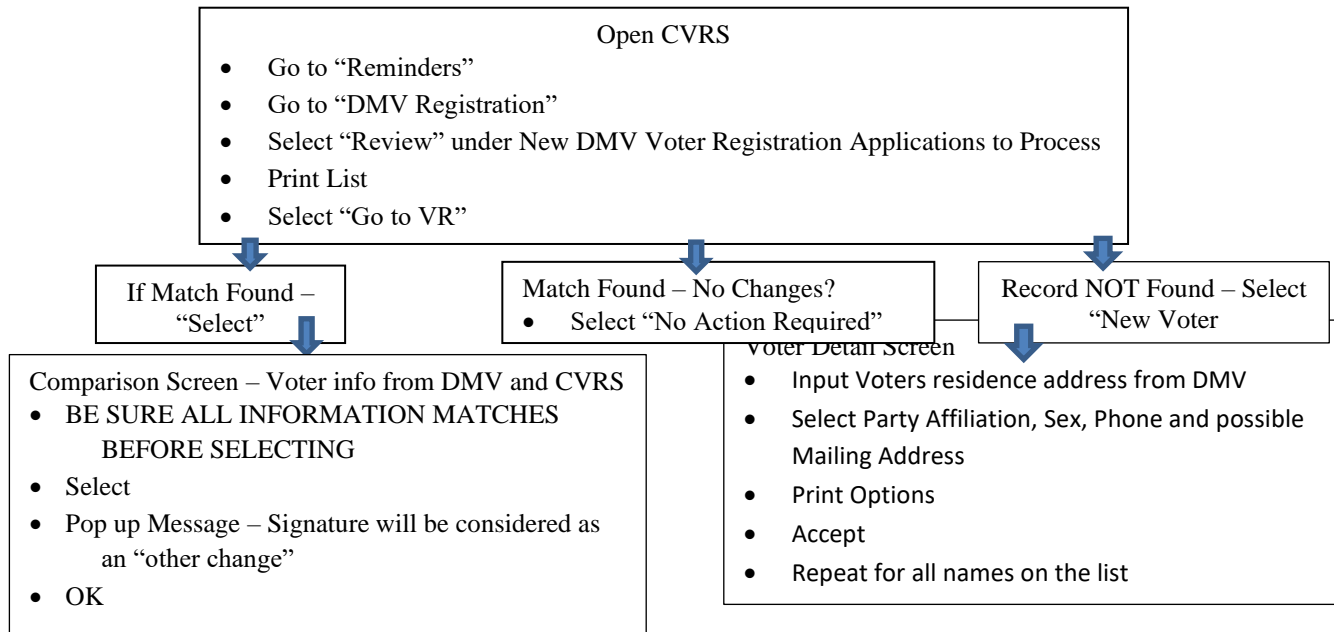 Open CVRS
• Go to “Reminders”
• Go to “DMV Registration”
• Select “Review” under New DMV Voter Registration Applications to Process
• Print List
• Select “Go to VR”
If Match Found –
“Select”
Match Found – No Changes?
• Select “No Action Required”
Record NOT Found – Select
“New Voter
Comparison Screen – Voter info from DMV and CVRS
• BE SURE ALL INFORMATION MATCHES
BEFORE SELECTING
• Select
• Pop up Message – Signature will be considered as
an “other change”
• OK
Voter Detail Screen
• Input Voters residence address from DMV
• Select Party Affiliation, Sex, Phone and possible
Mailing Address
• Print Options
• Accept
• Repeat for all names on the list